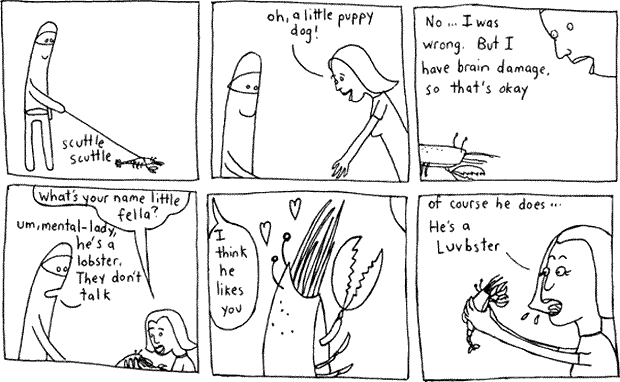 scuttle
scuttle
oh, a little puppy
dog!
No... I was
wrong. But I
have brain damage,
so that's okay
what's your name little
fella?
um, mental-lady,
he's a
lobster.
They don't
talk
I
think
he
likes
you
of course he does...
He's a
Luvbster